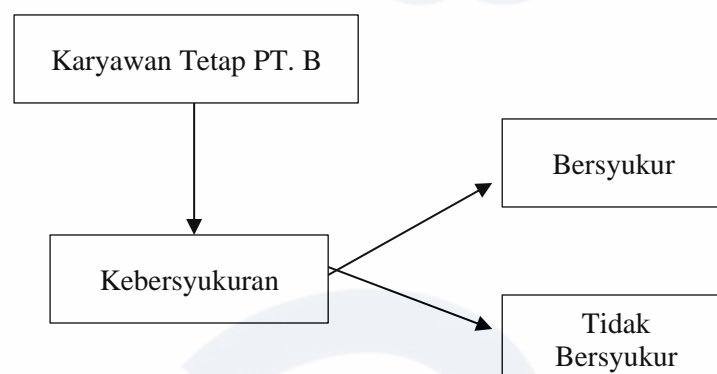 Karyawan Tetap PT. B
Bersyukur
Kebersyukuran
Tidak
Bersyukur